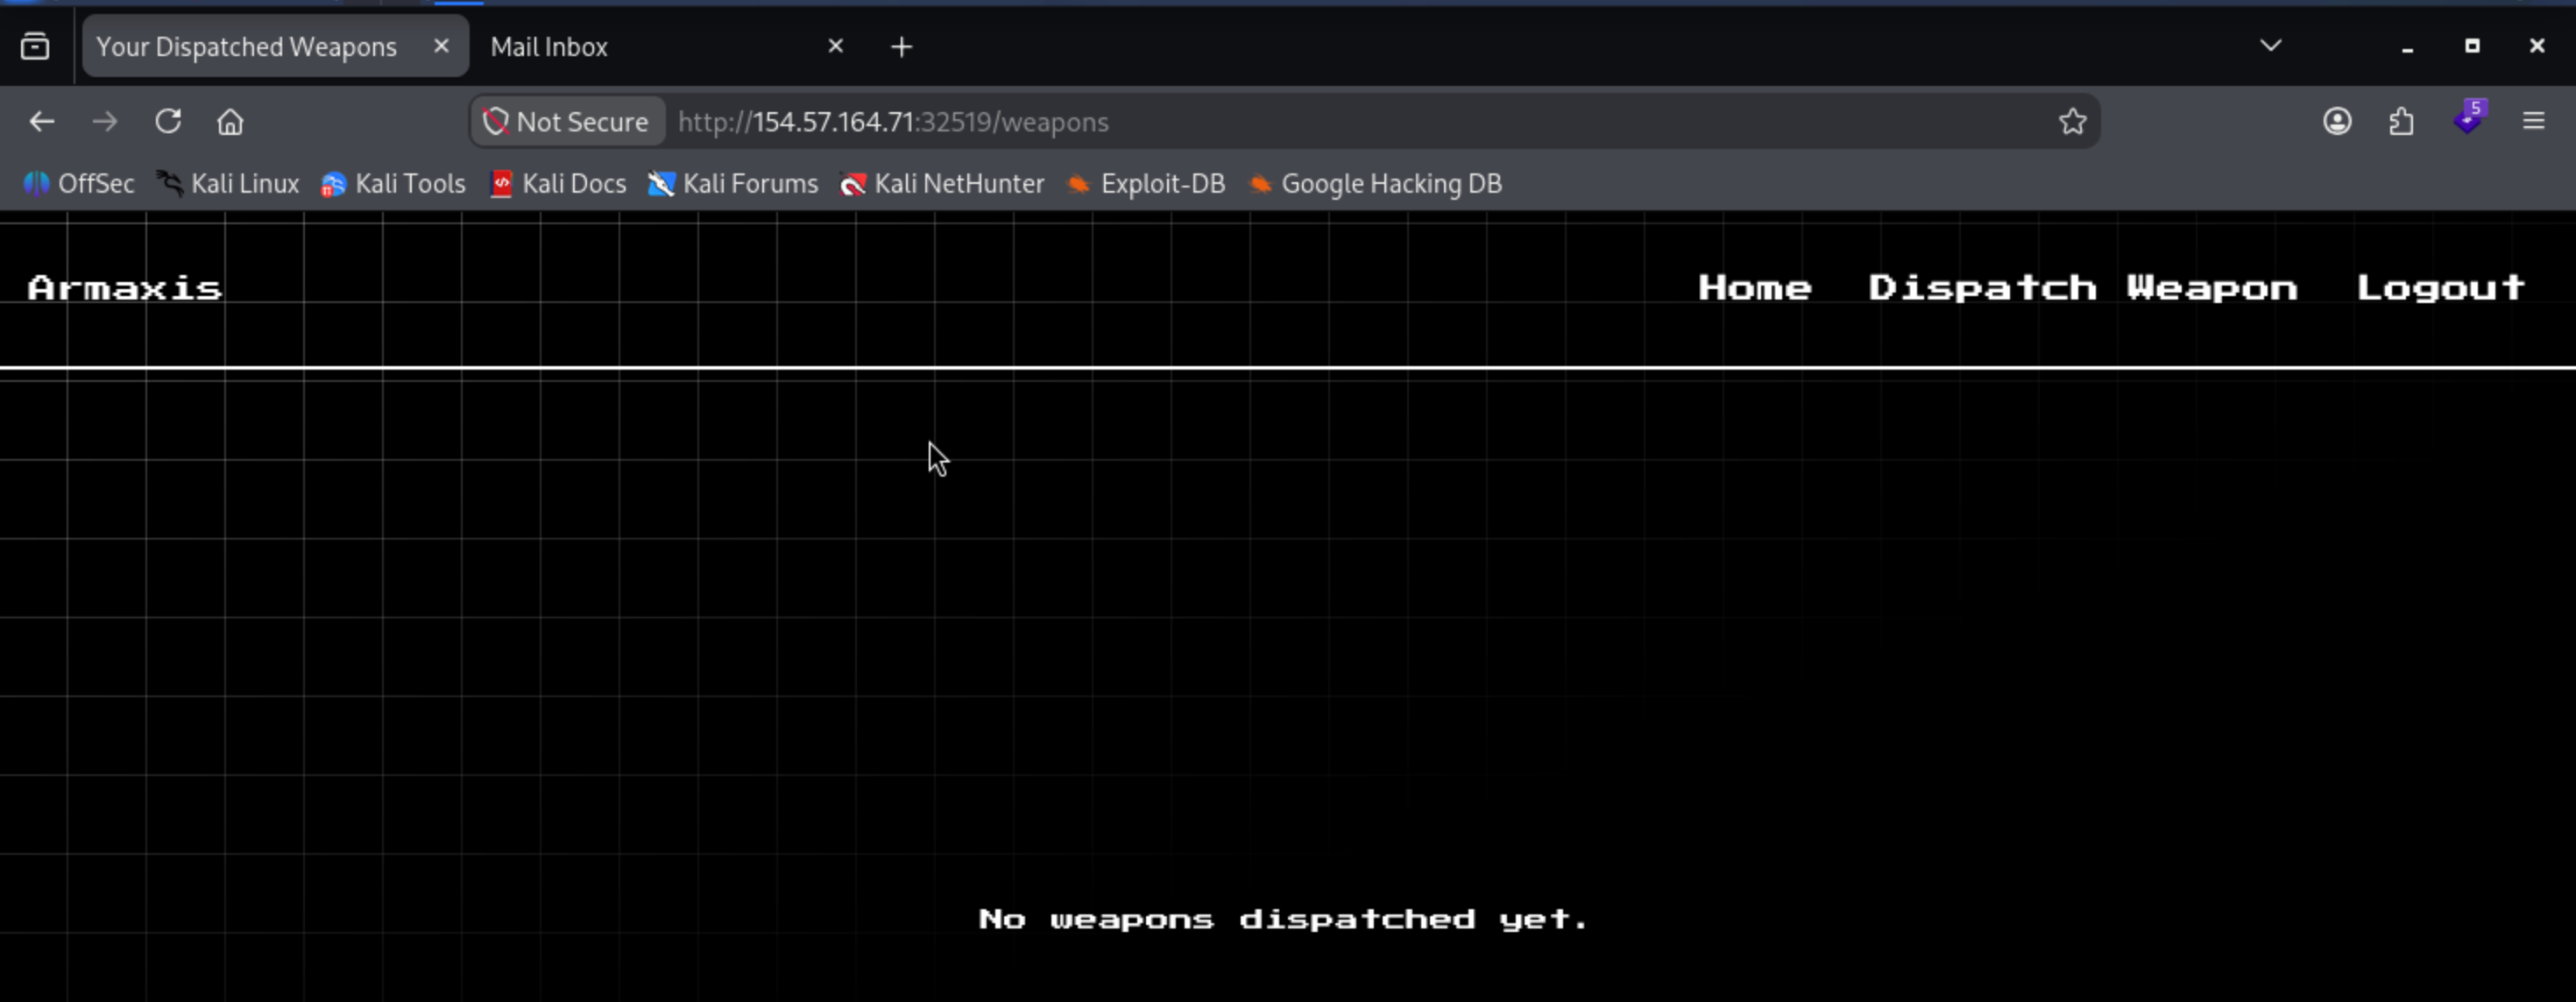 Your Dispatched Weapons
Mail Inbox
Not Secure http://154.57.164.71:32519/weapons
5
OffSec Kali Linux Kali Tools Kali Docs Kali Forums Kali NetHunter Exploit-DB Google Hacking DB
Armaxis Home Dispatch Weapon Logout
No weapons dispatched yet.